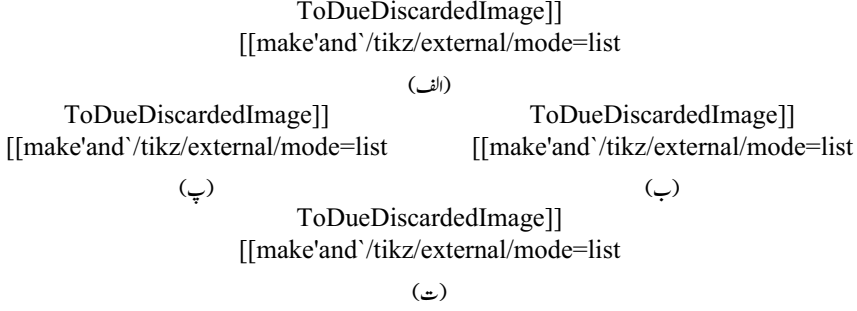 ToDueDiscardedImage]]
[[make'and`/tikz/external/mode=list
(الف)
ToDueDiscardedImage]]
[[make'and`/tikz/external/mode=list
(ب)
ToDueDiscardedImage]]
[[make'and`/tikz/external/mode=list
(پ)
ToDueDiscardedImage]]
[[make'and`/tikz/external/mode=list
(ت)